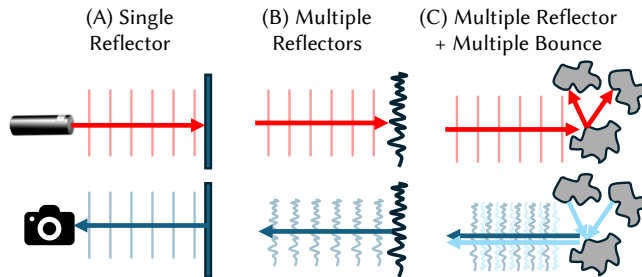 (A) Single
Reflector
(B) Multiple
Reflectors
(C) Multiple Reflector
+ Multiple Bounce